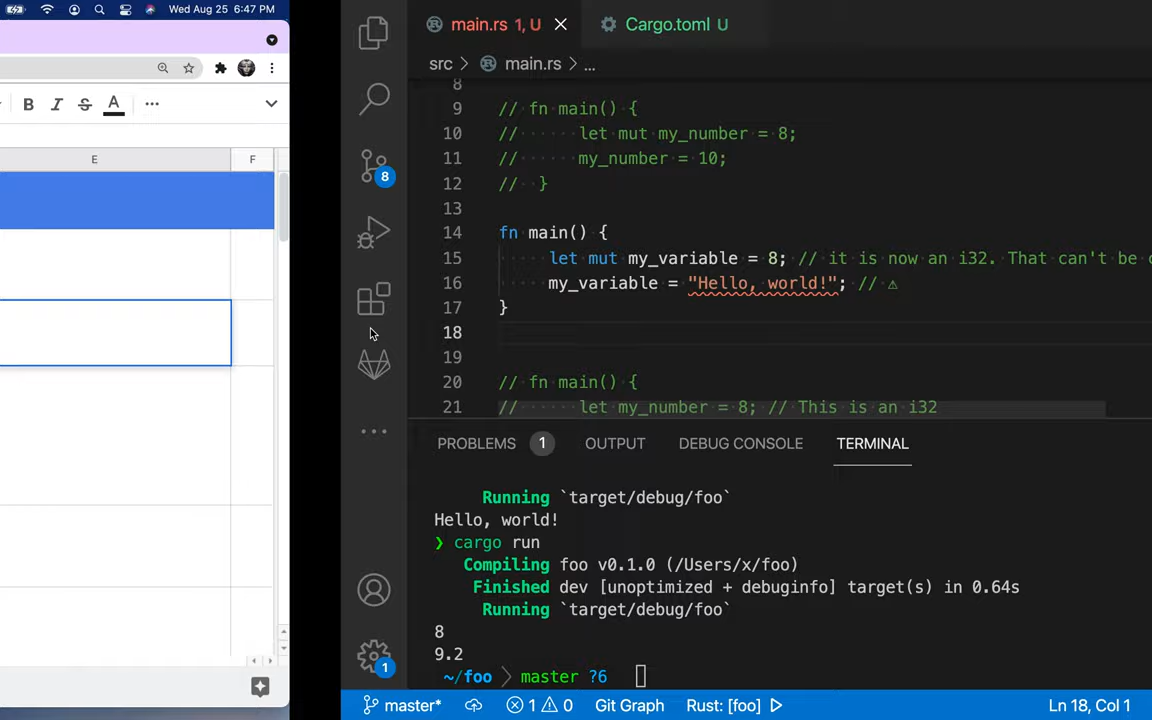 Wed Aug 25 6:47 PM
B I S A
E F
main.rs 1, U
Cargo.toml U
src > main.rs > ...
8
9 // fn main() {
10 // let mut my_number = 8;
11 // my_number = 10;
12 // }
13
14 fn main() {
15 let mut my_variable = 8; // it is now an i32. That can't be c
16 my_variable = "Hello, world!"; // ⚠
17 }
18
19
20 // fn main() {
21 // let my_number = 8; // This is an i32
8
PROBLEMS 1 OUTPUT DEBUG CONSOLE TERMINAL
Running `target/debug/foo`
Hello, world!
❯ cargo run
Compiling foo v0.1.0 (/Users/x/foo)
Finished dev [unoptimized + debuginfo] target(s) in 0.64s
Running `target/debug/foo`
8
9.2
~/foo > master ?6
1
master* 1 0 Git Graph Rust: [foo] Ln 18, Col 1